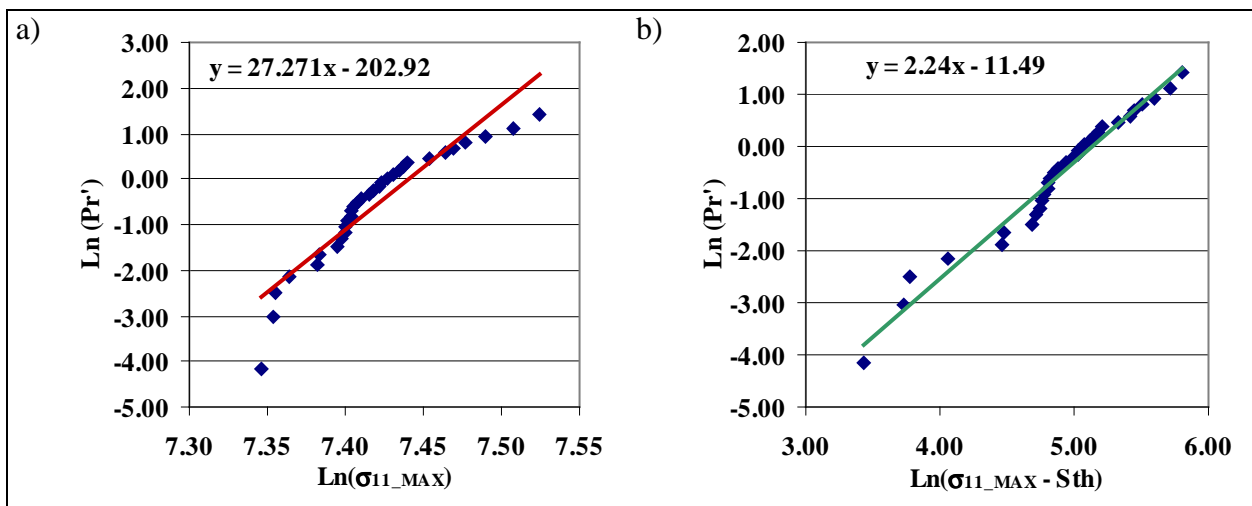 a)
y = 27.271x - 202.92
3.00
2.00
1.00
0.00
-1.00
-2.00
-3.00
-4.00
-5.00
Ln (Pr')
7.30 7.35 7.40 7.45 7.50 7.55
Ln(σ11_MAX)
b)
y = 2.24x - 11.49
2.00
1.00
0.00
-1.00
-2.00
-3.00
-4.00
-5.00
Ln (Pr')
3.00 4.00 5.00 6.00
Ln(σ11_MAX - Sth)